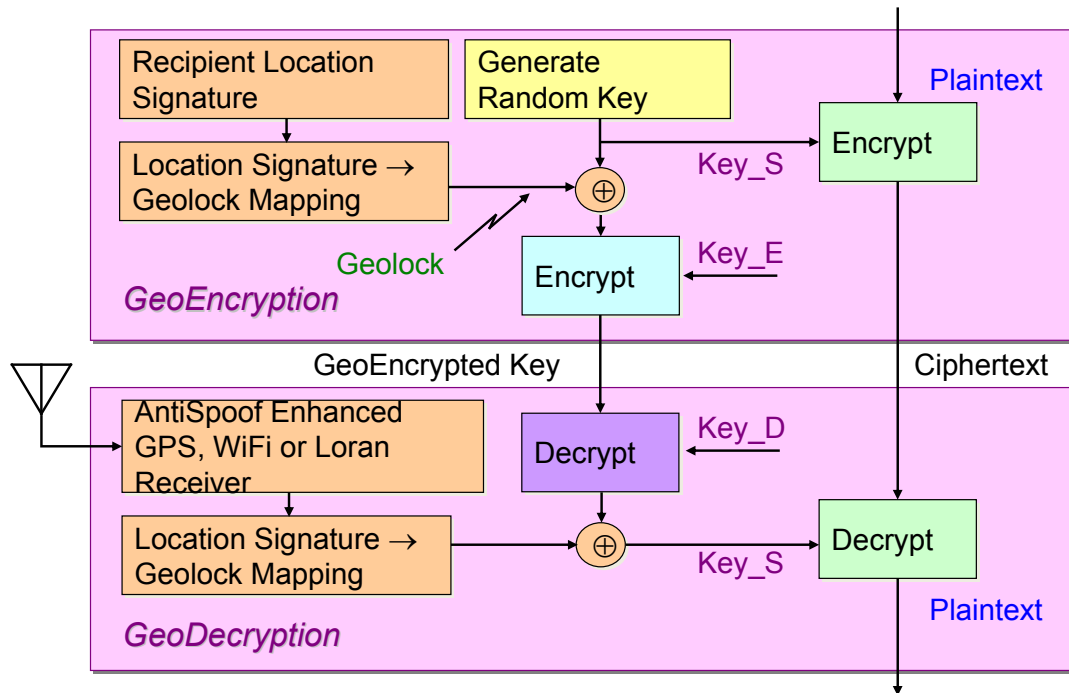 Recipient Location
Signature
Generate
Random Key
Plaintext
Encrypt
Key_S
Location Signature →
Geolock Mapping
⊕
Geolock
Encrypt
Key_E
GeoEncryption
GeoEncrypted Key
Ciphertext
AntiSpoof Enhanced
GPS, WiFi or Loran
Receiver
Decrypt
Key_D
Location Signature →
Geolock Mapping
⊕
Key_S
Decrypt
Plaintext
GeoDecryption